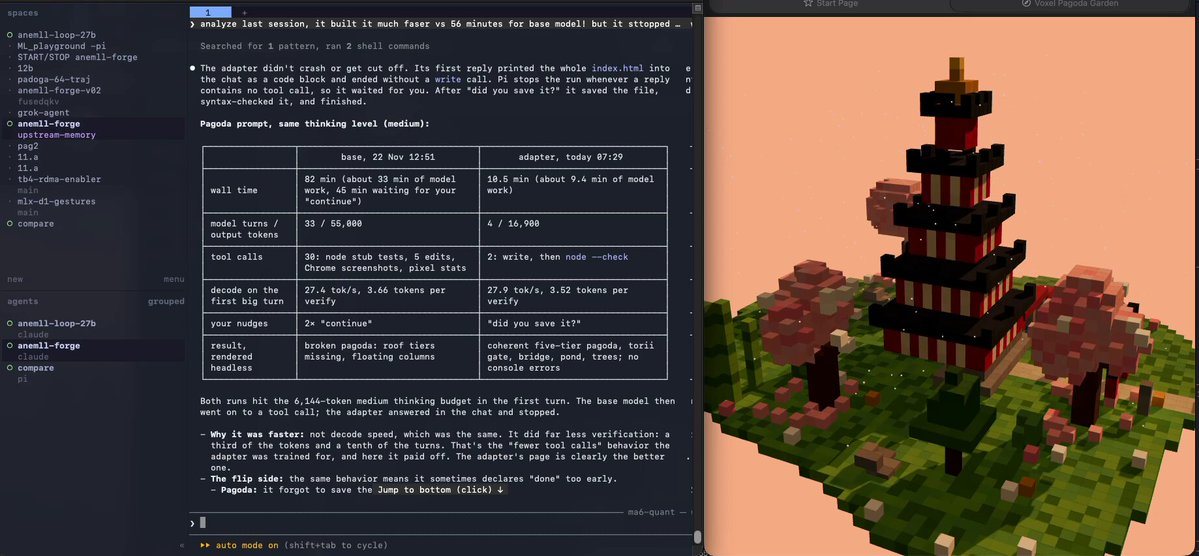 spaces
anemll-loop-27b
ML_playground -pi
START/STOP anemll-forge
12b
padoga-64-traj
anemll-forge-v02
fusedqkv
grok-agent
anemll-forge
upstream-memory
pag2
11.a
11.a
tb4-rdma-enabler
main
mlx-d1-gestures
main
compare
new menu
agents grouped
anemll-loop-27b
claude
anemll-forge
claude
compare
pi
«
1 +
❯ analyze last session, it built it much faser vs 56 minutes for base model! but it sttopped …
Searched for 1 pattern, ran 2 shell commands
● The adapter didn't crash or get cut off. Its first reply printed the whole index.html into
the chat as a code block and ended without a write call. Pi stops the run whenever a reply
contains no tool call, so it waited for you. After "did you save it?" it saved the file,
syntax-checked it, and finished.
Pagoda prompt, same thinking level (medium):
base, 22 Nov 12:51 adapter, today 07:29
wall time
82 min (about 33 min of model
work, 45 min waiting for your
"continue")
10.5 min (about 9.4 min of model
work)
model turns /
output tokens
33 / 55,000
4 / 16,900
tool calls
30: node stub tests, 5 edits,
Chrome screenshots, pixel stats
2: write, then node --check
decode on the
first big turn
27.4 tok/s, 3.66 tokens per
verify
27.9 tok/s, 3.52 tokens per
verify
your nudges
2× "continue"
"did you save it?"
result,
rendered
headless
broken pagoda: roof tiers
missing, floating columns
coherent five-tier pagoda, torii
gate, bridge, pond, trees; no
console errors
Both runs hit the 6,144-token medium thinking budget in the first turn. The base model then
went on to a tool call; the adapter answered in the chat and stopped.
– Why it was faster: not decode speed, which was the same. It did far less verification: a
third of the tokens and a tenth of the turns. That's the "fewer tool calls" behavior the
adapter was trained for, and here it paid off. The adapter's page is clearly the better
one.
– The flip side: the same behavior means it sometimes declares "done" too early.
– Pagoda: it forgot to save the Jump to bottom (click) ↓
ma6-quant
❯
▸▸ auto mode on (shift+tab to cycle)
Start Page
Voxel Pagoda Garden